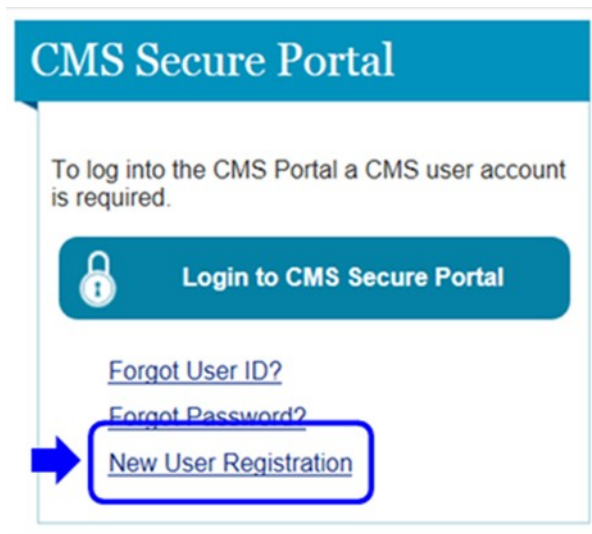 CMS Secure Portal
To log into the CMS Portal a CMS user account
is required.
Login to CMS Secure Portal
Forgot User ID?
Forgot Password?
New User Registration